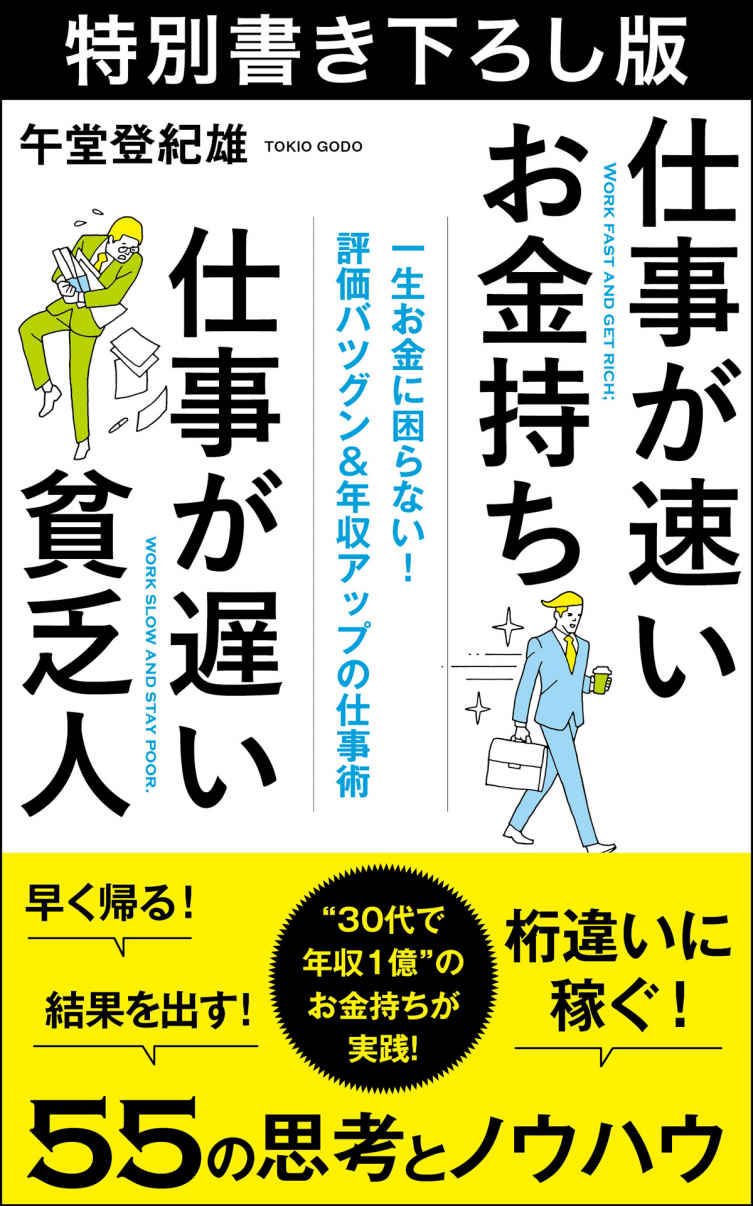 特別書き下ろし版
午堂登紀雄 TOKIO GODO
仕事が速い
お金持ち
WORK FAST AND GET RICH;
一生お金に困らない！
評価バツグン&年収アップの仕事術
仕事が遅い
貧乏人
WORK SLOW AND STAY POOR.
早く帰る！
結果を出す！
“30代で
年収1億”の
お金持ちが
実践！
桁違いに
稼ぐ！
55の思考とノウハウ